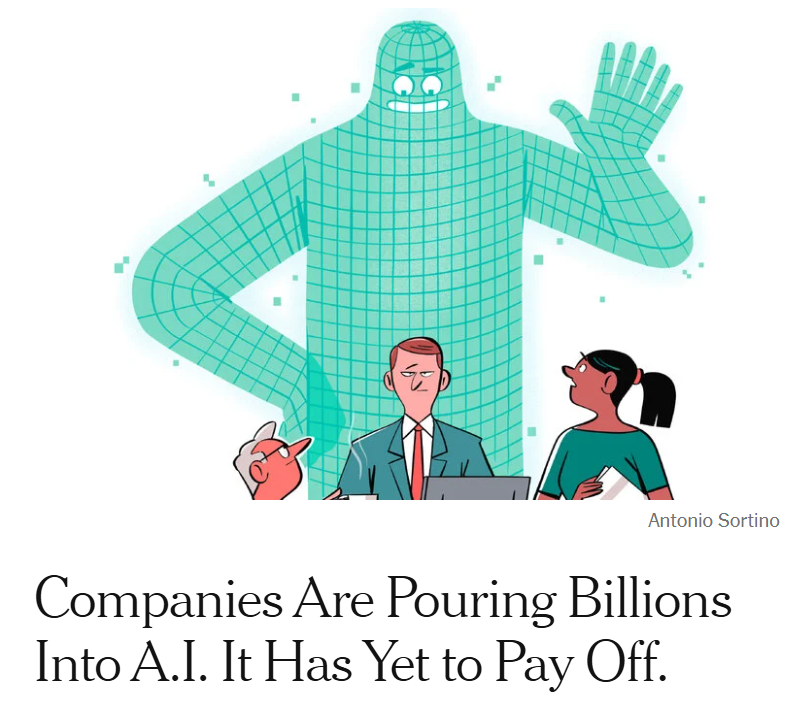 Antonio Sortino
Companies Are Pouring Billions
Into A.I. It Has Yet to Pay Off.